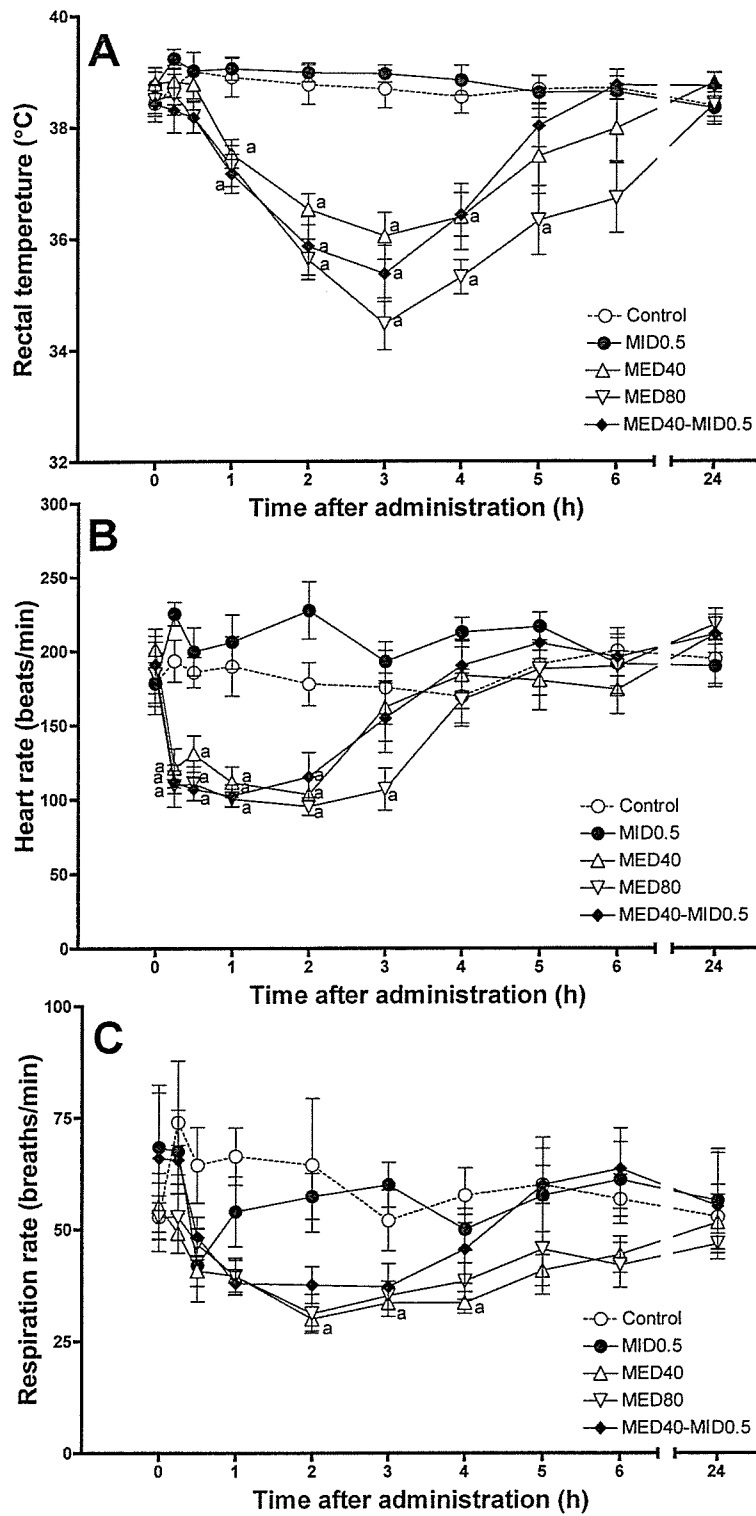 A
Rectal tempereture (°C)
40
38
36
34
32
a
a
a
a
a
a
a
a
a
a
a
a
Control
MID0.5
MED40
MED80
MED40-MID0.5
0 1 2 3 4 5 6 24
Time after administration (h)
B
Heart rate (beats/min)
300
250
200
150
100
50
0
a
a
a
a
a
a
a
a
a
a
a
a
a
Control
MID0.5
MED40
MED80
MED40-MID0.5
0 1 2 3 4 5 6 24
Time after administration (h)
C
Respiration rate (breaths/min)
100
75
50
25
0
a
a
a
Control
MID0.5
MED40
MED80
MED40-MID0.5
0 1 2 3 4 5 6 24
Time after administration (h)